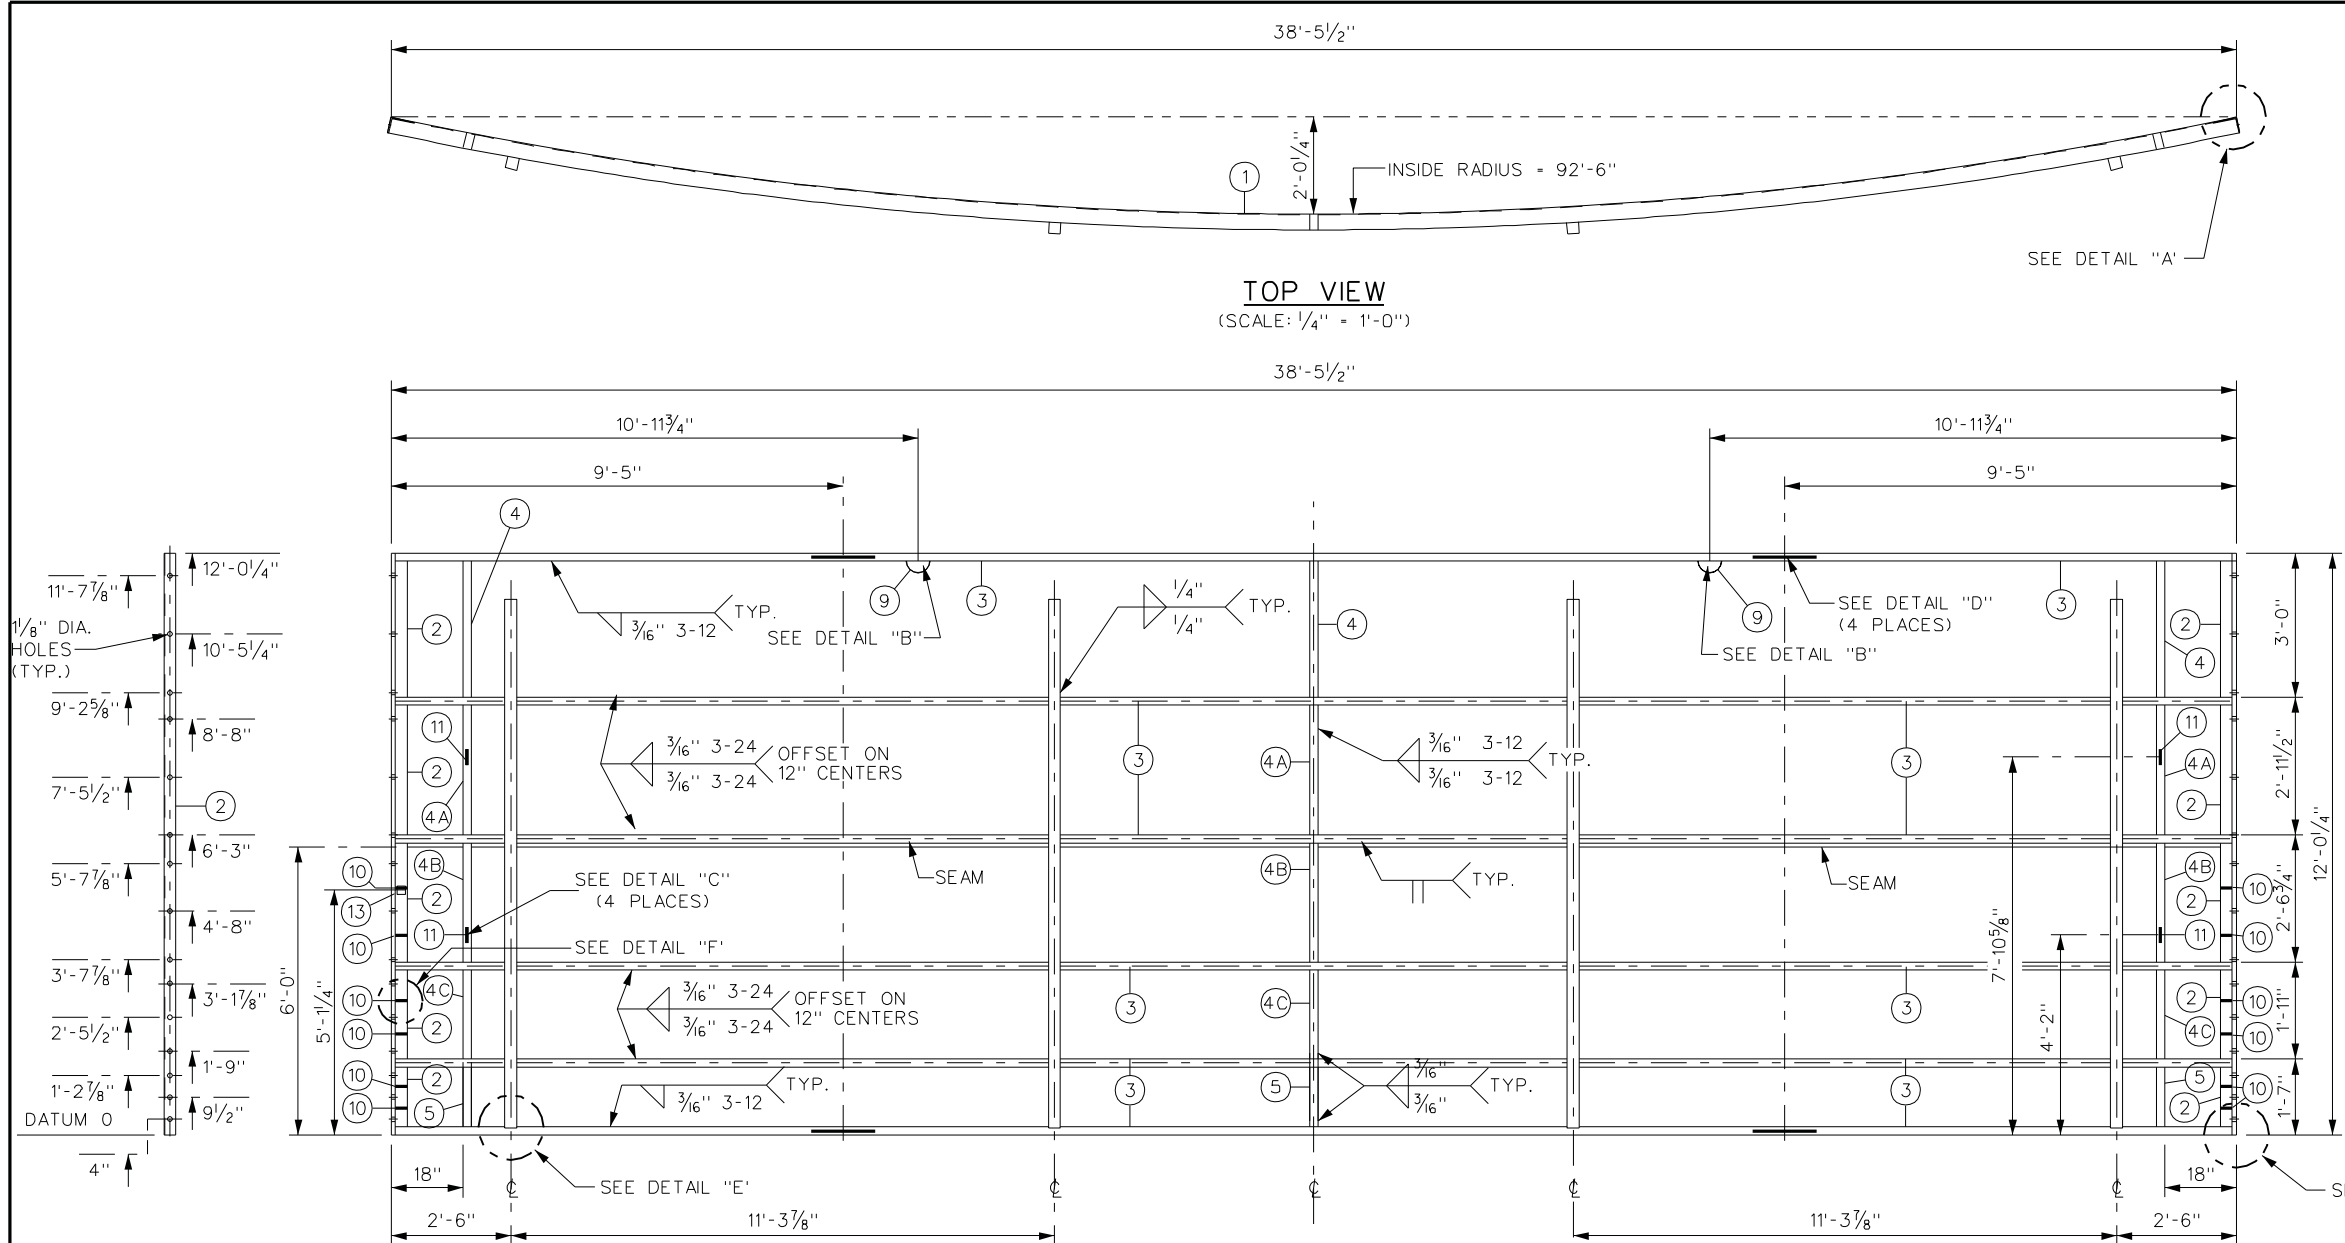 38'-5½"
2'-0¼"
1
INSIDE RADIUS = 92'-6"
SEE DETAIL "A'
TOP VIEW
(SCALE: ¼" = 1'-0")
38'-5½"
10'-11¾"
10'-11¾"
9'-5"
9'-5"
4
12'-0¼"
11'-7⅞"
1⅛" DIA.
HOLES
(TYP.)
10'-5¼"
9'-2⅝"
8'-8"
7'-5½"
2
6'-3"
5'-7⅞"
4'-8"
3'-7⅞"
3'-1⅞"
2'-5½"
1'-9"
1'-2⅞"
9½"
DATUM 0
4"
6'-0"
5'-1¼"
2
3/16" 3-12
TYP.
9
SEE DETAIL "B"
3
¼"
¼"
TYP.
4
9
SEE DETAIL "B"
SEE DETAIL "D"
(4 PLACES)
3
2
4
3'-0"
11
2
4A
3/16" 3-24
3/16" 3-24
OFFSET ON
12" CENTERS
3
4A
3/16" 3-12
3/16" 3-12
TYP.
3
11
4A
2
2'-11½"
12'-0¼"
10
13
10
4B
2
11
SEE DETAIL "C"
(4 PLACES)
SEAM
4B
TYP.
SEAM
4B
2
11
10
10
2'-6¾"
7'-10⅝"
4'-2"
SEE DETAIL "F'
10
10
4C
2
3/16" 3-24
3/16" 3-24
OFFSET ON
12" CENTERS
3
4C
3
2
4C
10
10
1'-11"
10
10
2
5
3/16" 3-12
TYP.
3
5
3/16"
3/16"
TYP.
3
5
2
10
10
1'-7"
18"
SEE DETAIL "E'
18"
2'-6"
11'-3⅞"
11'-3⅞"
2'-6"